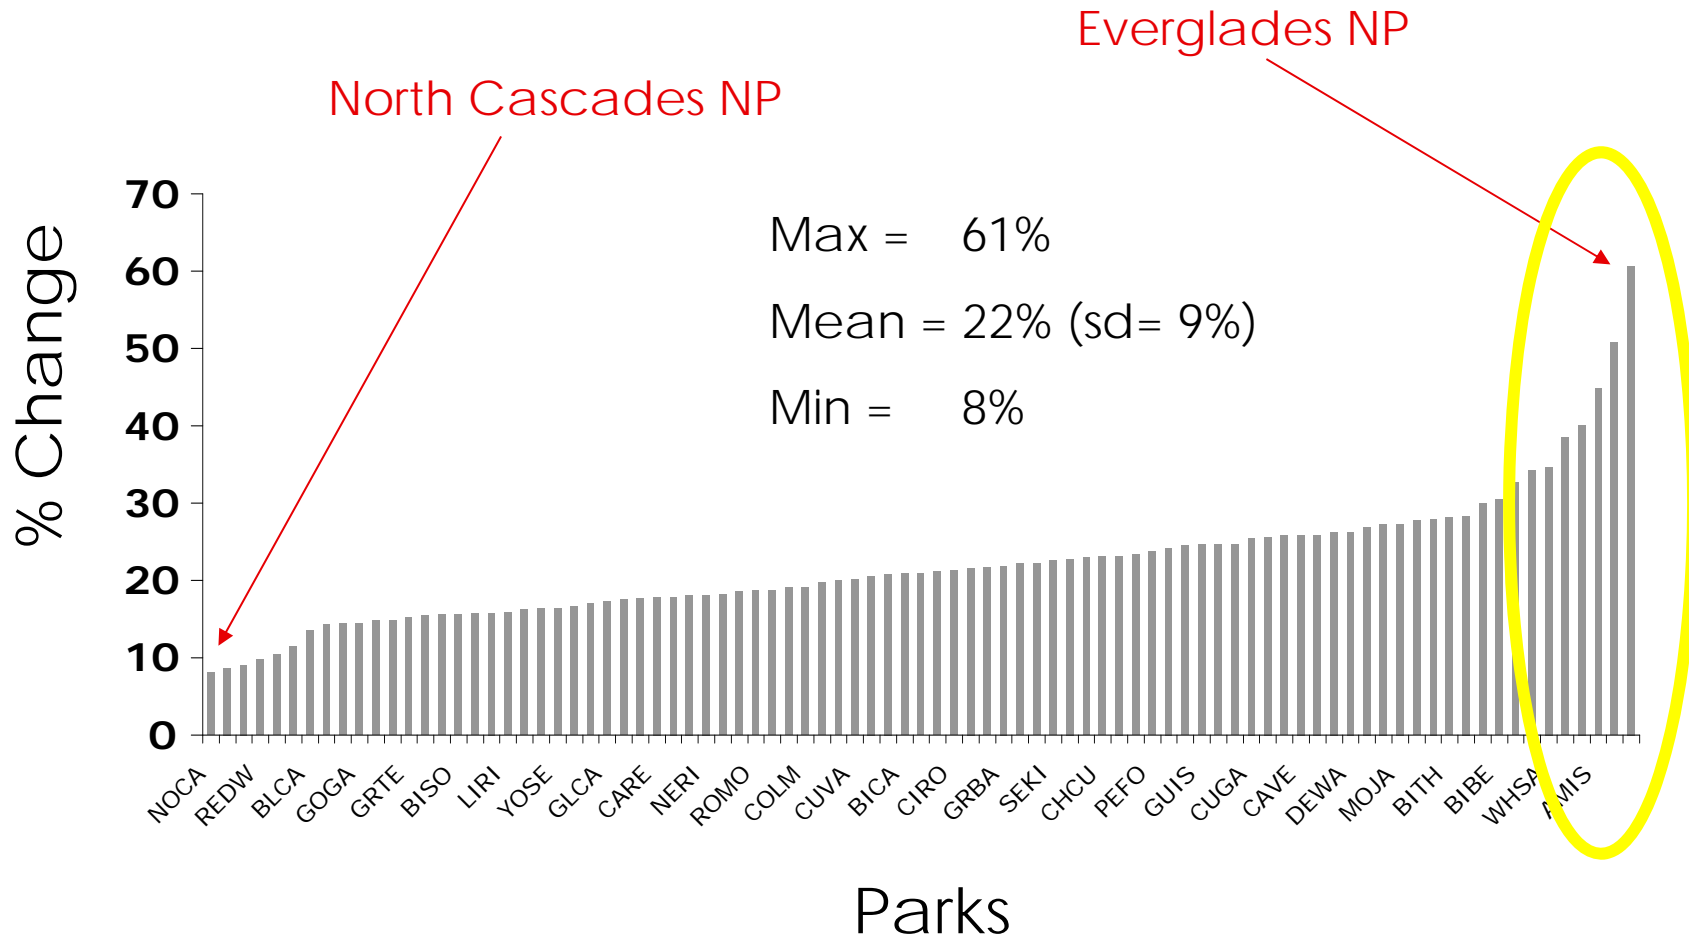 Everglades NP
North Cascades NP
% Change
70
60
50
40
30
20
10
0
Max = 61%
Mean = 22% (sd= 9%)
Min = 8%
NOCA
REDW
BLCA
GOGA
GRTE
BISO
LIRI
YOSE
GLCA
CARE
NERI
ROMO
COLM
CUVA
BICA
CIRO
GRBA
SEKI
CHCU
PEFO
GUIS
CUGA
CAVE
DEWA
MOJA
BITH
BIBE
WHSA
AMIS
Parks